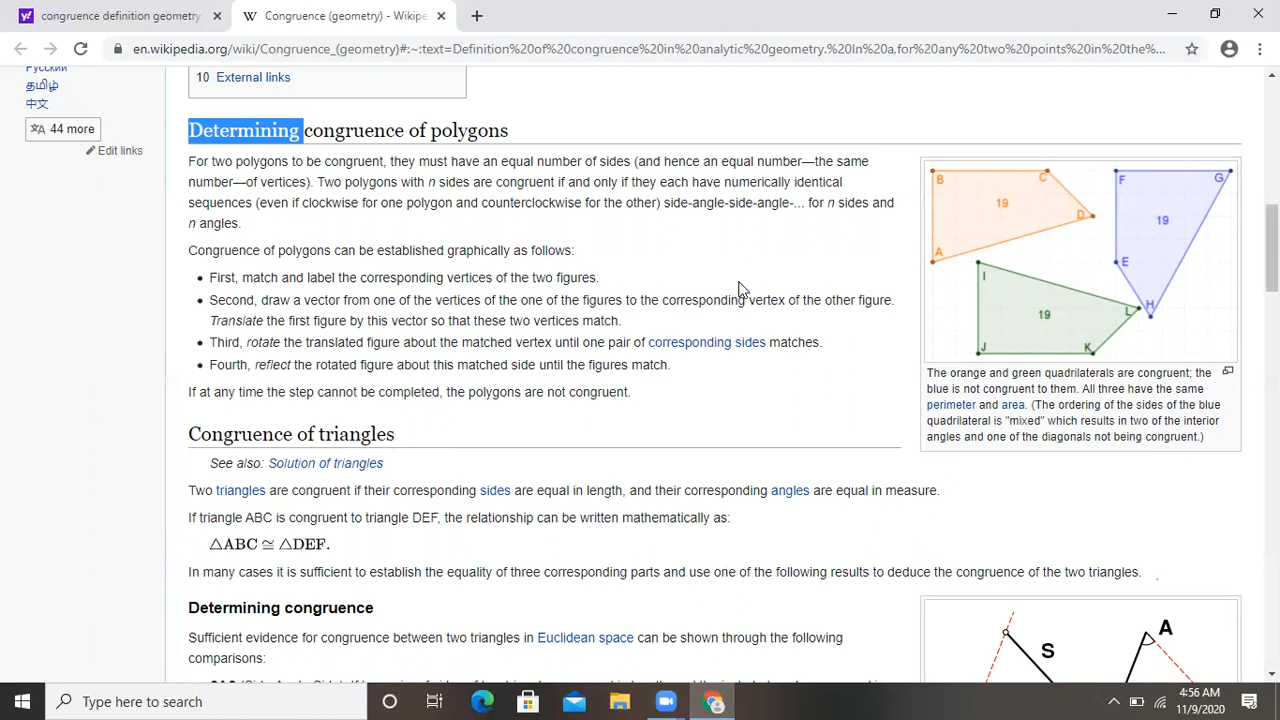 congruence definition geometry
Congruence (geometry) - Wikipe
en.wikipedia.org/wiki/Congruence_(geometry)#:~:text=Definition%20of%20congruence%20in%20analytic%20geometry.%20In%20a,for%20any%20two%20points%20in%20the%...
Русский
தமிழ்
中文
44 more
Edit links
10 External links
Determining congruence of polygons
For two polygons to be congruent, they must have an equal number of sides (and hence an equal number—the same
number—of vertices). Two polygons with n sides are congruent if and only if they each have numerically identical
sequences (even if clockwise for one polygon and counterclockwise for the other) side-angle-side-angle-... for n sides and
n angles.
Congruence of polygons can be established graphically as follows:
First, match and label the corresponding vertices of the two figures.
Second, draw a vector from one of the vertices of the one of the figures to the corresponding vertex of the other figure.
Translate the first figure by this vector so that these two vertices match.
Third, rotate the translated figure about the matched vertex until one pair of corresponding sides matches.
Fourth, reflect the rotated figure about this matched side until the figures match.
If at any time the step cannot be completed, the polygons are not congruent.
B C F G
19 19
D
A E
I
H
19 L
J K
The orange and green quadrilaterals are congruent; the
blue is not congruent to them. All three have the same
perimeter and area. (The ordering of the sides of the blue
quadrilateral is "mixed" which results in two of the interior
angles and one of the diagonals not being congruent.)
Congruence of triangles
See also: Solution of triangles
Two triangles are congruent if their corresponding sides are equal in length, and their corresponding angles are equal in measure.
If triangle ABC is congruent to triangle DEF, the relationship can be written mathematically as:
△ABC ≅ △DEF.
In many cases it is sufficient to establish the equality of three corresponding parts and use one of the following results to deduce the congruence of the two triangles.
Determining congruence
Sufficient evidence for congruence between two triangles in Euclidean space can be shown through the following
comparisons:
S A
Type here to search
4:56 AM
11/9/2020